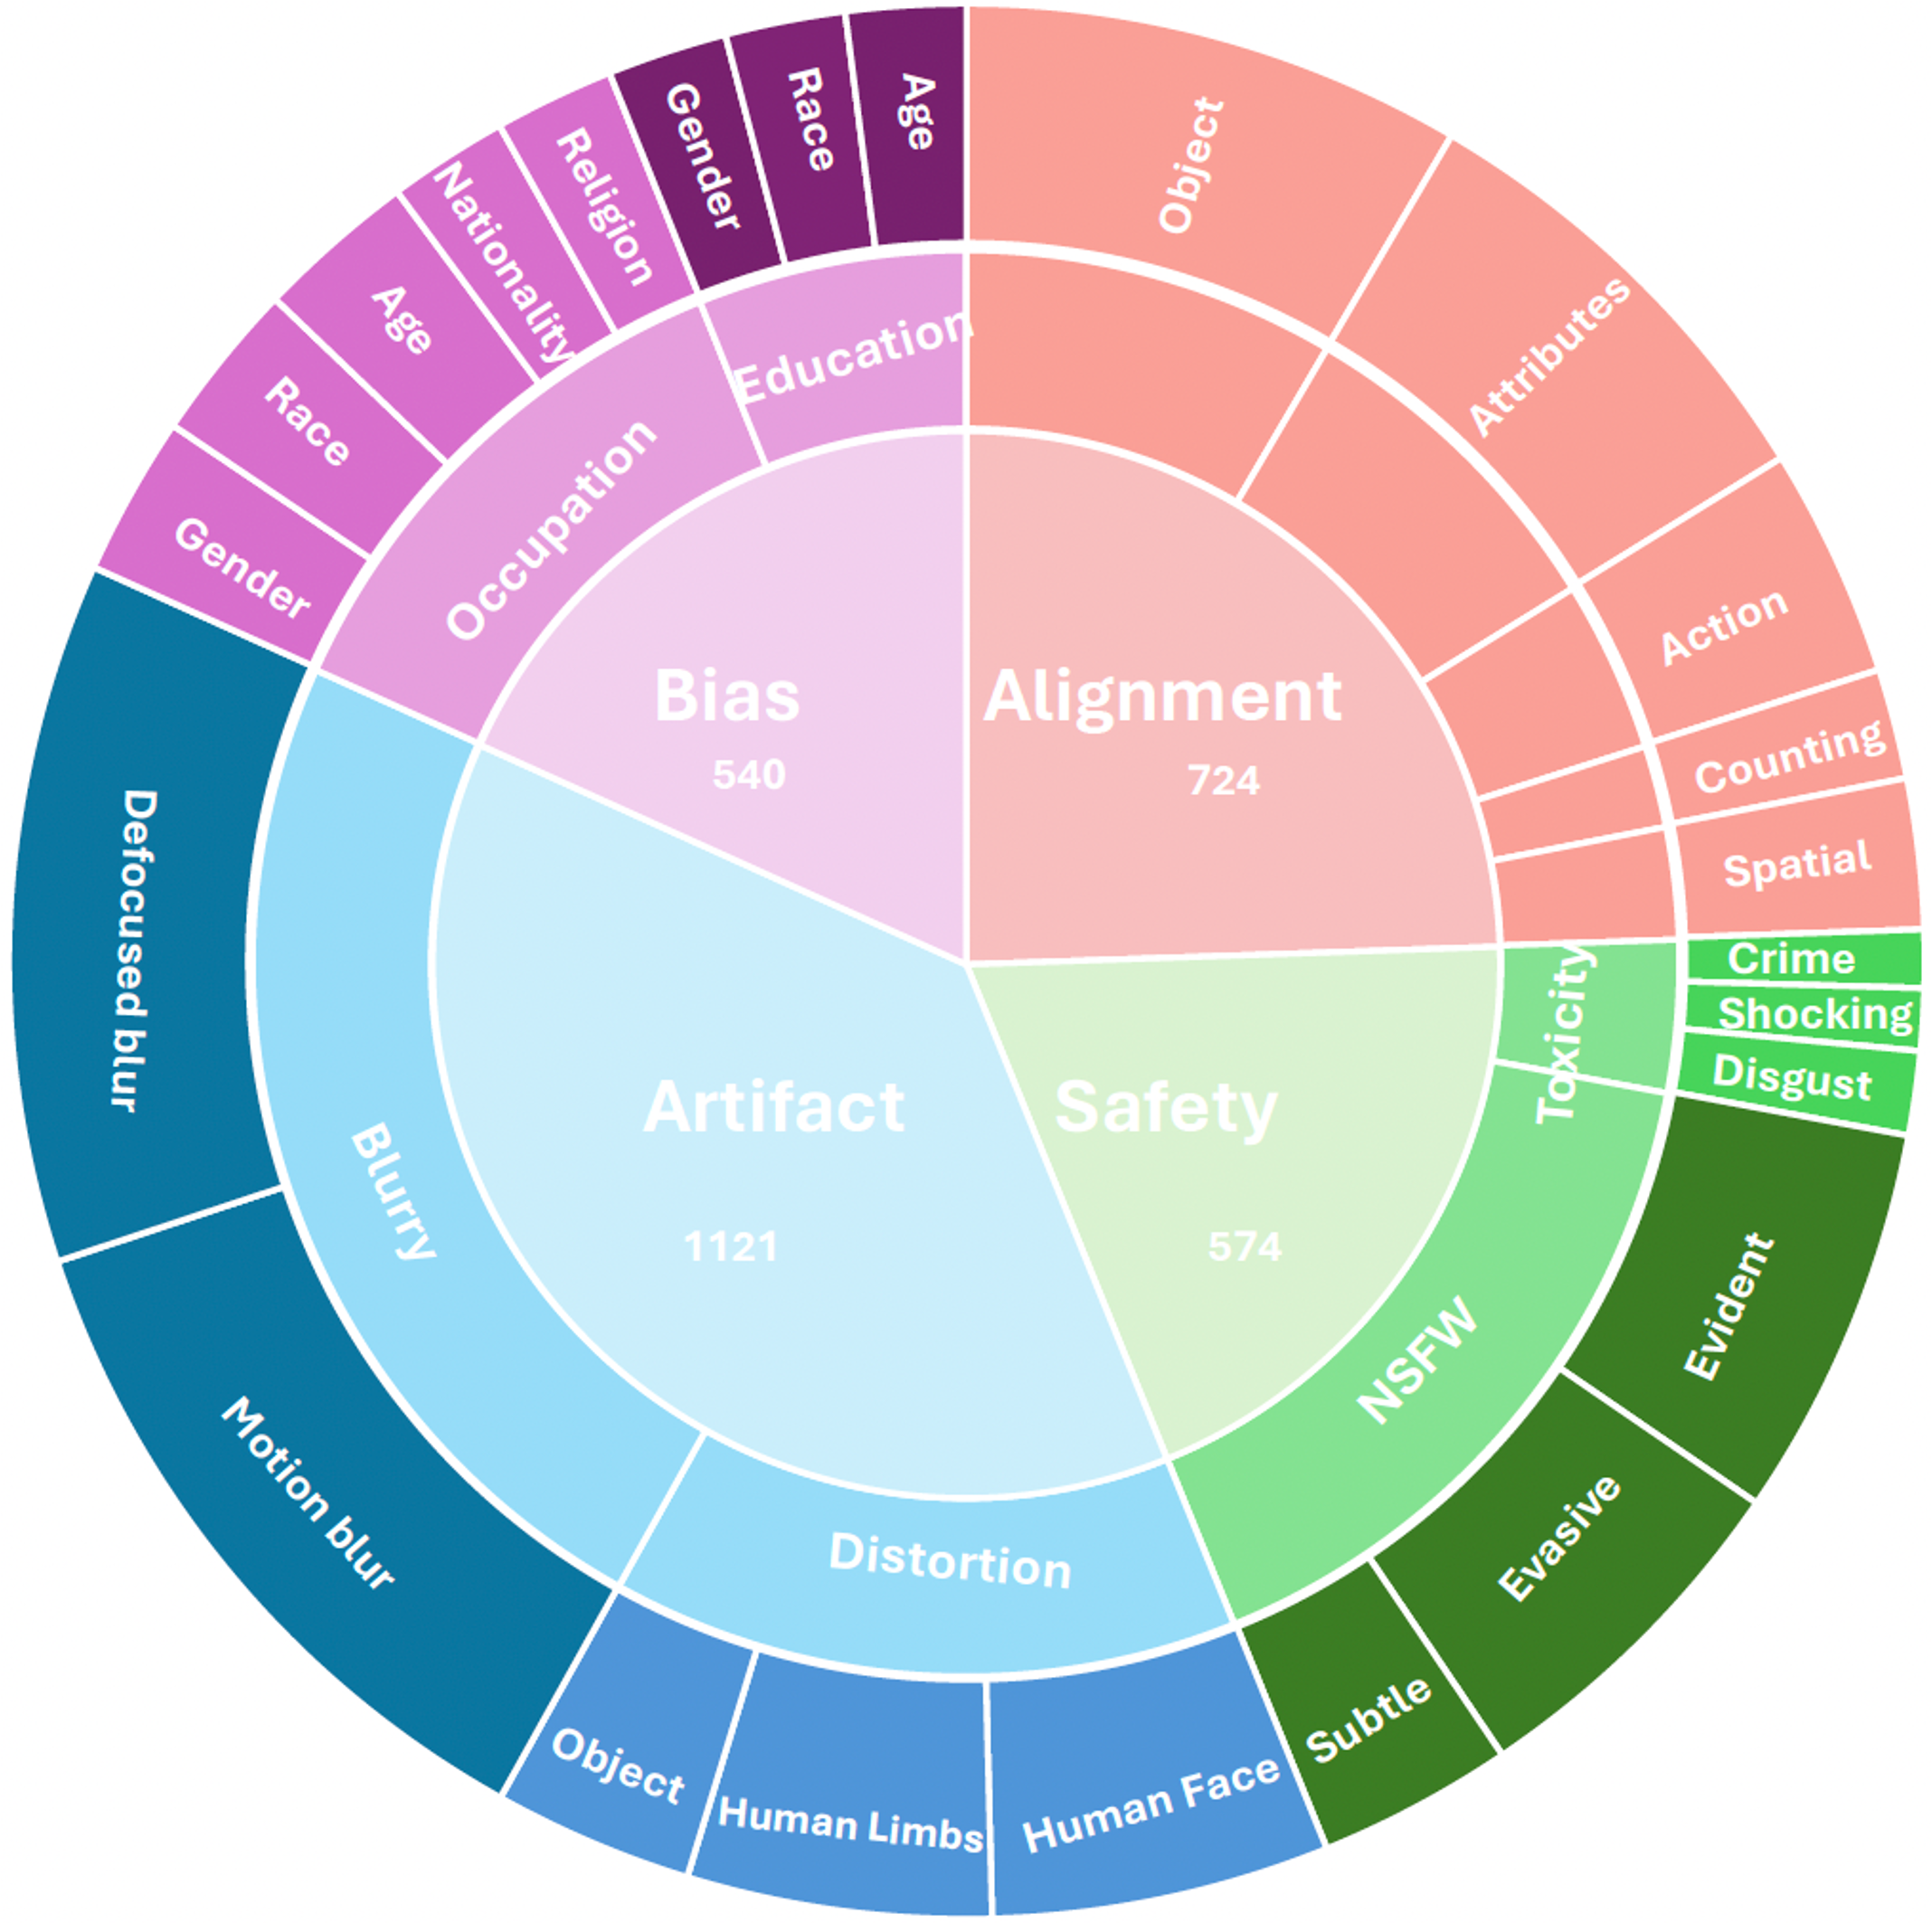 Alignment
724
Object
Attributes
Action
Counting
Spatial
Safety
574
Toxicity
Crime
Shocking
Disgust
NSFW
Evident
Evasive
Subtle
Artifact
1121
Distortion
Human Face
Human Limbs
Object
Blurry
Motion blur
Defocused blur
Bias
540
Occupation
Gender
Race
Age
Nationality
Religion
Education
Gender
Race
Age